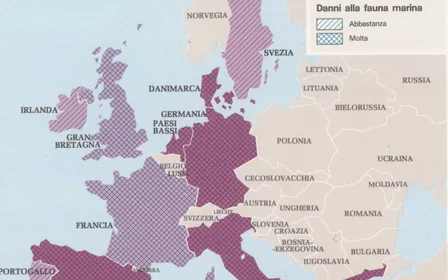 Danni alla fauna marina
Abbastanza
Molta
NORVEGIA
SVEZIA
LETTONIA
LITUANIA
RUSSIA
BIELORUSSIA
DANIMARCA
IRLANDA
GERMANIA
PAESI
BASSI
GRAN
BRETAGNA
POLONIA
BELGIO
LUSS
UCRAINA
CECOSLOVACCHIA
MOLDAVIA
FRANCIA
AUSTRIA
UNGHERIA
LIECHT.
SVIZZERA
ROMANIA
SLOVENIA
CROAZIA
BOSNIA-
-ERZEGOVINA
IUGOSLAVIA
BULGARIA
PORTOGALLO